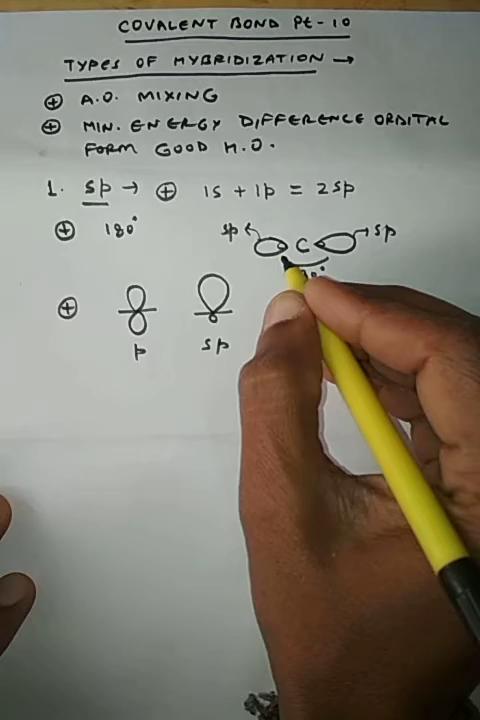 COVALENT BOND Pt-10
TYPES OF HYBRIDIZATION →
⊕ A.O. MIXING
⊕ MIN. ENERGY DIFFERENCE ORBITAL
FORM GOOD H.O.
1. sp → ⊕ 1s + 1p = 2sp
⊕ 180° sp C sp
⊕
p sp